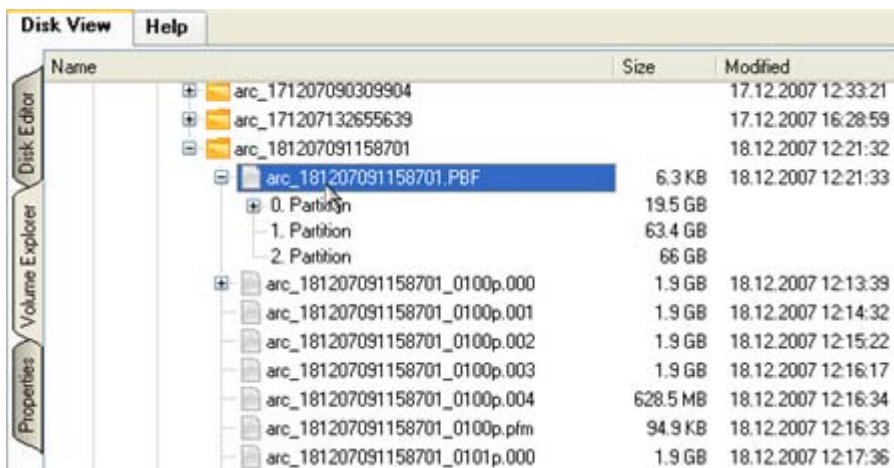 Disk View Help
Name Size Modified
arc_171207090309904 17.12.2007 12:33:21
arc_171207132655639 17.12.2007 16:28:59
arc_181207091158701 18.12.2007 12:21:32
arc_181207091158701.PBF 6.3 KB 18.12.2007 12:21:33
0. Partition 19.5 GB
1. Partition 63.4 GB
2. Partition 66 GB
arc_181207091158701_0100p.000 1.9 GB 18.12.2007 12:13:39
arc_181207091158701_0100p.001 1.9 GB 18.12.2007 12:14:32
arc_181207091158701_0100p.002 1.9 GB 18.12.2007 12:15:22
arc_181207091158701_0100p.003 1.9 GB 18.12.2007 12:16:17
arc_181207091158701_0100p.004 628.5 MB 18.12.2007 12:16:34
arc_181207091158701_0100p.pfm 94.9 KB 18.12.2007 12:16:33
arc_181207091158701_0101p.000 1.9 GB 18.12.2007 12:17:36
Disk Editor
Volume Explorer
Properties